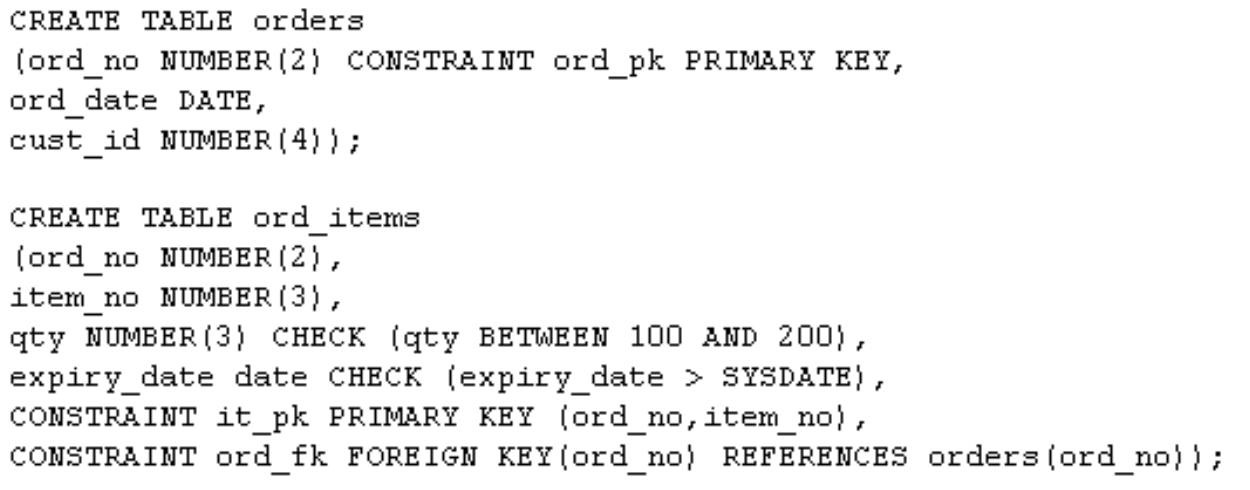 CREATE TABLE orders
(ord_no NUMBER(2) CONSTRAINT ord_pk PRIMARY KEY,
ord_date DATE,
cust_id NUMBER(4));
CREATE TABLE ord_items
(ord_no NUMBER(2),
item_no NUMBER(3),
qty NUMBER(3) CHECK (qty BETWEEN 100 AND 200),
expiry_date date CHECK (expiry_date > SYSDATE),
CONSTRAINT it_pk PRIMARY KEY (ord_no,item_no),
CONSTRAINT ord_fk FOREIGN KEY(ord_no) REFERENCES orders(ord_no));